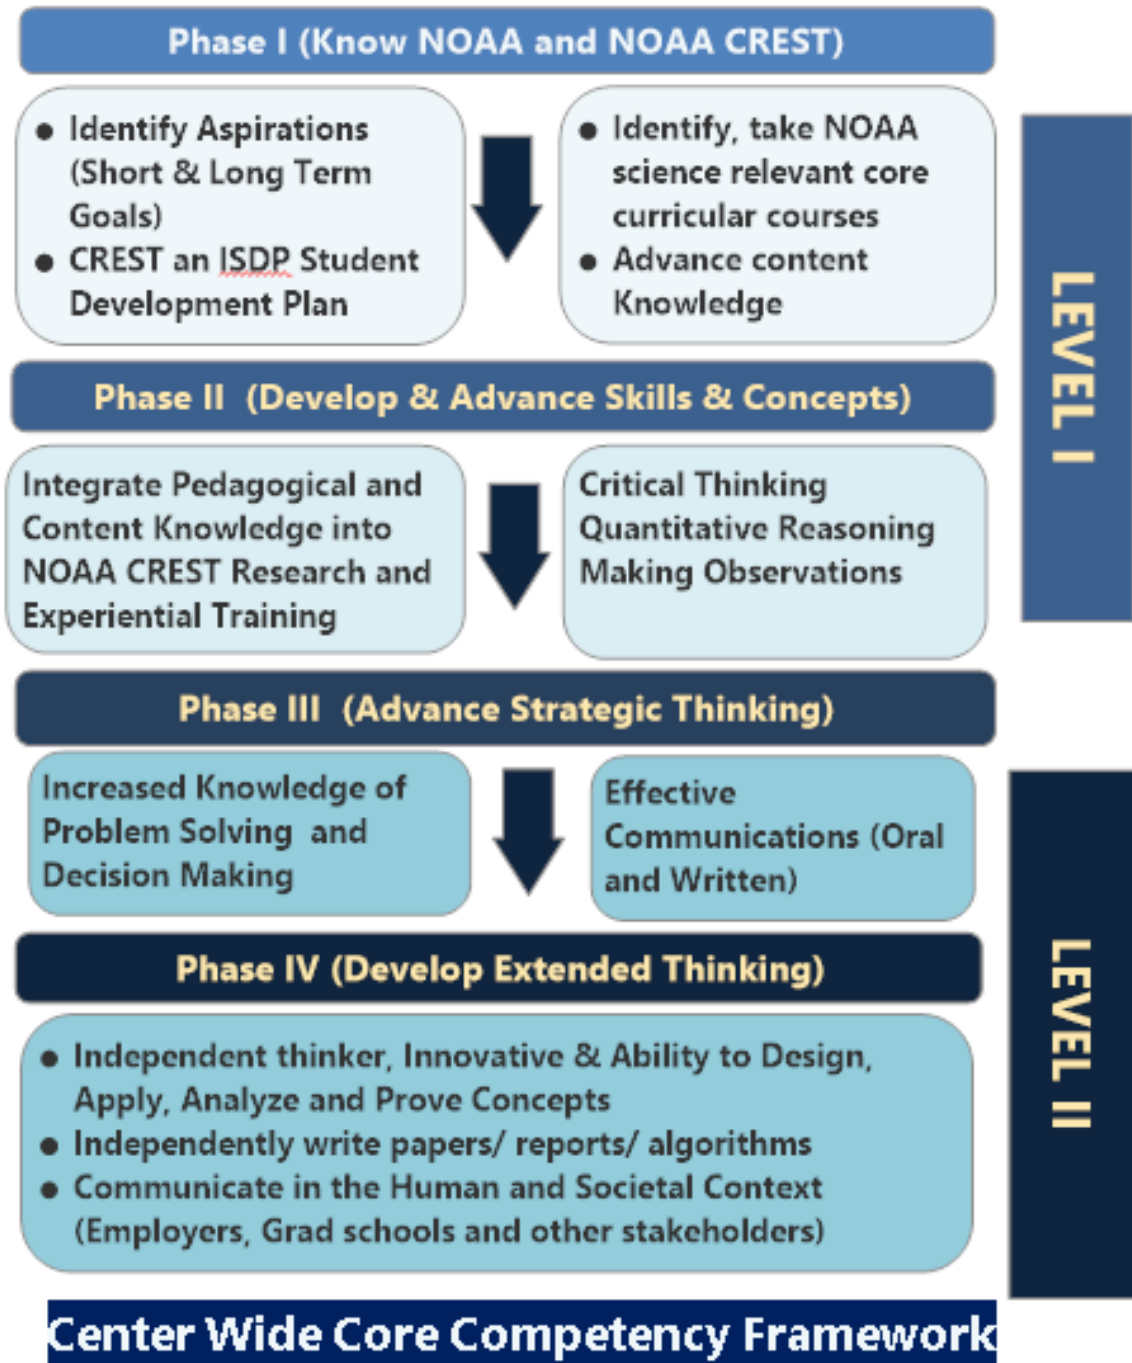 Phase I (Know NOAA and NOAA CREST)
● Identify Aspirations
(Short & Long Term
Goals)
● CREST an ISDP Student
Development Plan
● Identify, take NOAA
science relevant core
curricular courses
● Advance content
Knowledge
LEVEL I
Phase II (Develop & Advance Skills & Concepts)
Integrate Pedagogical and
Content Knowledge into
NOAA CREST Research and
Experiential Training
Critical Thinking
Quantitative Reasoning
Making Observations
Phase III (Advance Strategic Thinking)
Increased Knowledge of
Problem Solving and
Decision Making
Effective
Communications (Oral
and Written)
LEVEL II
Phase IV (Develop Extended Thinking)
● Independent thinker, Innovative & Ability to Design,
Apply, Analyze and Prove Concepts
● Independently write papers/ reports/ algorithms
● Communicate in the Human and Societal Context
(Employers, Grad schools and other stakeholders)
Center Wide Core Competency Framework